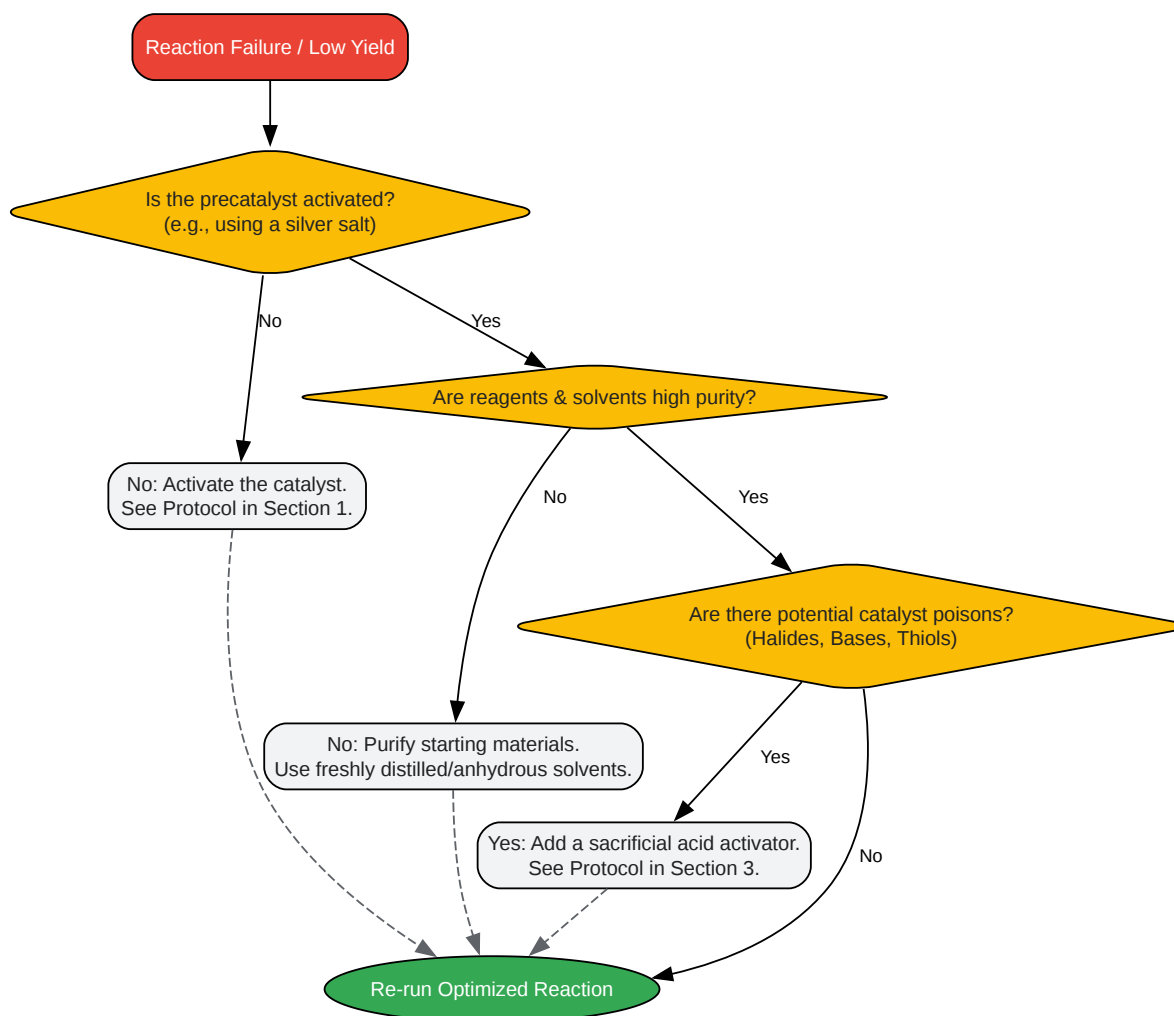 Reaction Failure / Low Yield
Is the precatalyst activated?
(e.g., using a silver salt)
No
Yes
Are reagents & solvents high purity?
No: Activate the catalyst.
See Protocol in Section 1.
No
Yes
Are there potential catalyst poisons?
(Halides, Bases, Thiols)
No: Purify starting materials.
Use freshly distilled/anhydrous solvents.
Yes
Yes: Add a sacrificial acid activator.
See Protocol in Section 3.
No
Re-run Optimized Reaction